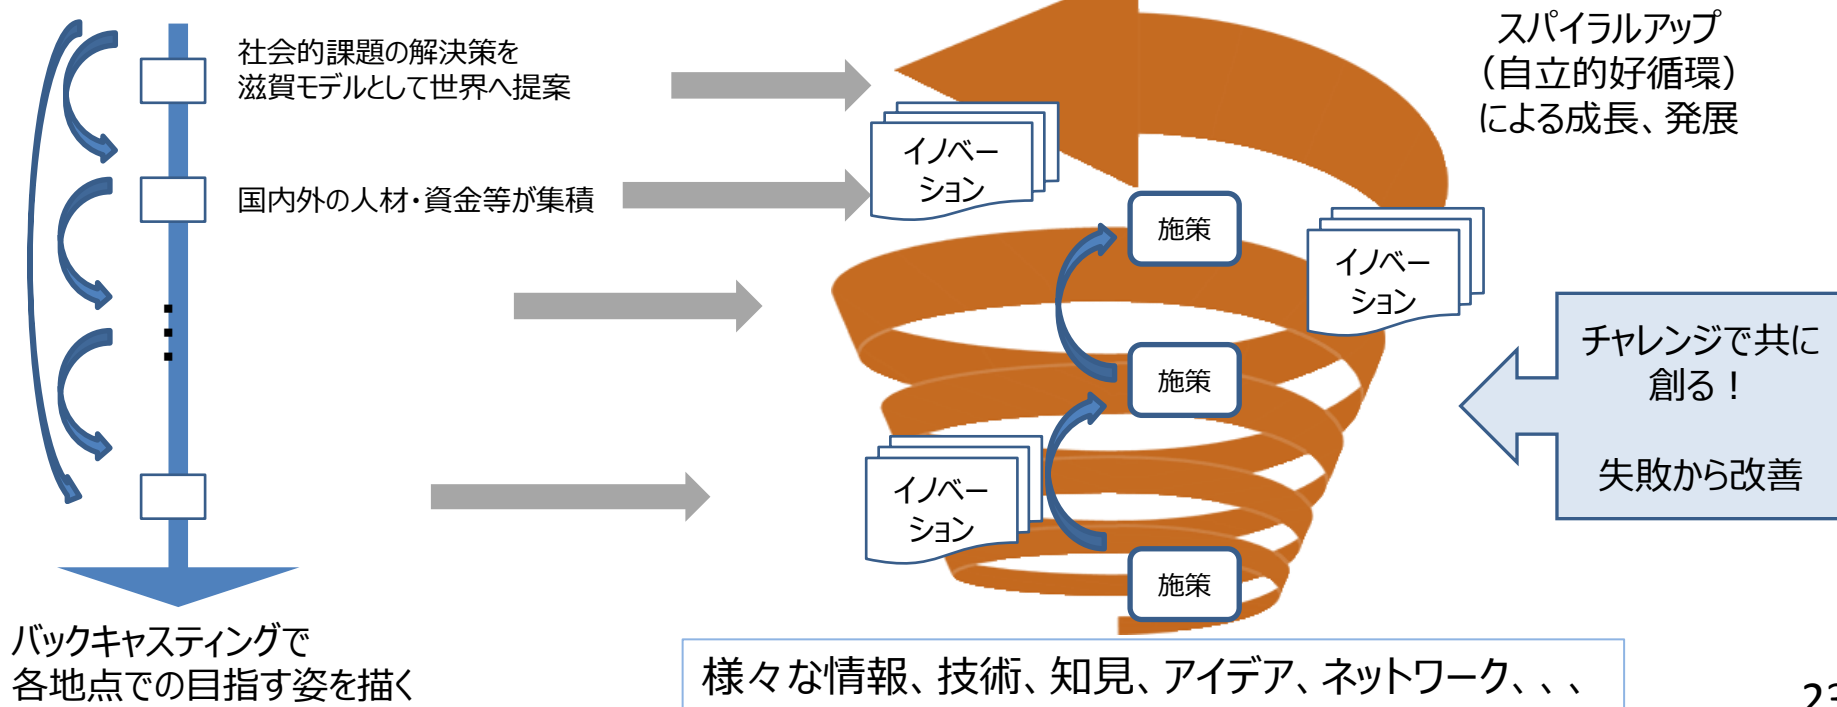 社会的課題の解決策を
滋賀モデルとして世界へ提案
国内外の人材・資金等が集積
バックキャスティングで
各地点での目指す姿を描く
スパイラルアップ
（自立的好循環）
による成長、発展
イノベー
ション
施策
イノベー
ション
施策
イノベー
ション
施策
チャレンジで共に
創る！
失敗から改善
様々な情報、技術、知見、アイデア、ネットワーク、、、